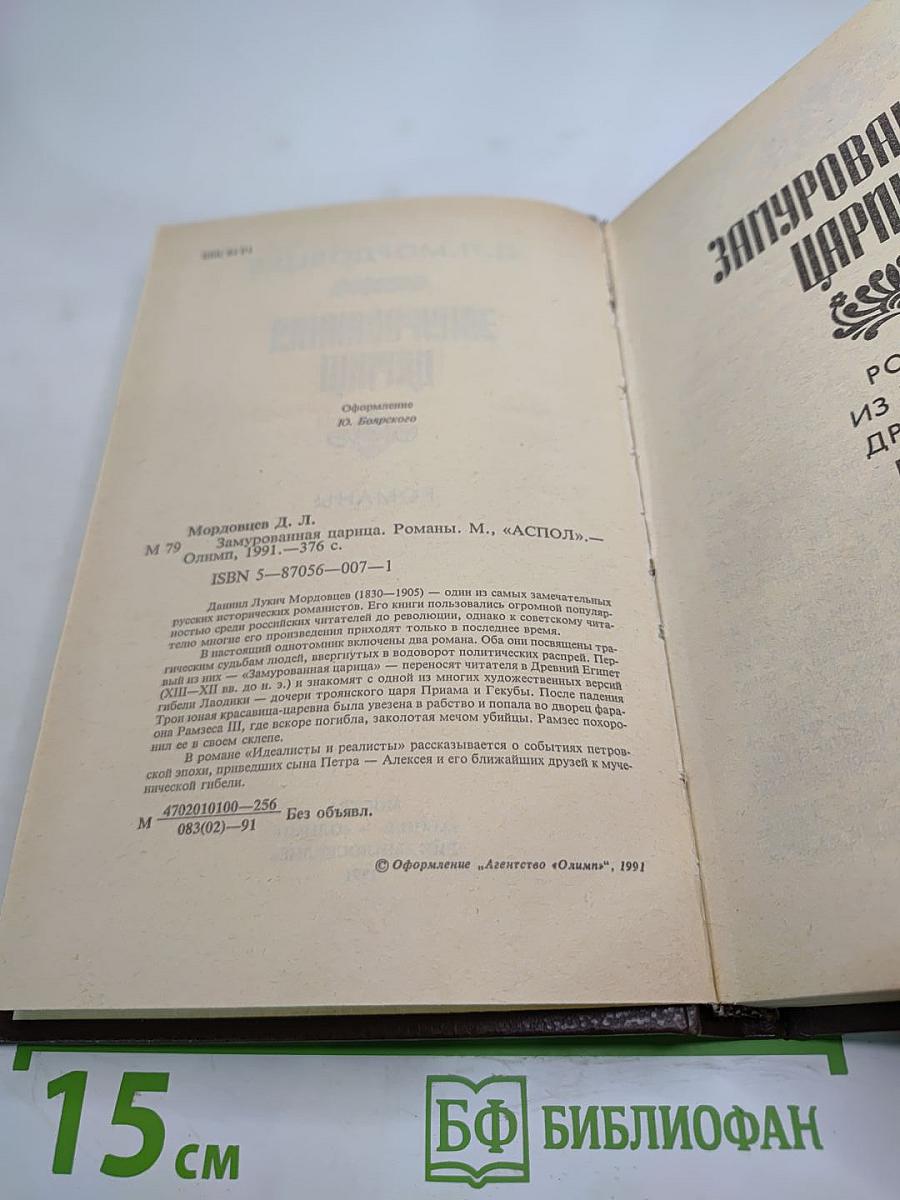 Оформление
Ю. Боярского
Мордовцев Д. Л.
М 79 Замурованная царица. Романы. М., «АСПОЛ».—
Олимп, 1991.—376 с.
ISBN 5—87056—007—1
Даниил Лукич Мордовцев (1830—1905) — один из самых замечательных
русских исторических романистов. Его книги пользовались огромной популяр-
ностью среди российских читателей до революции, однако к советскому чита-
телю многие его произведения приходят только в последнее время.
В настоящий однотомник включены два романа. Оба они посвящены тра-
гическим судьбам людей, ввергнутых в водоворот политических распрей. Пер-
вый из них — «Замурованная царица» — переносят читателя в Древний Египет
(XIII—XII вв. до н. э.) и знакомят с одной из многих художественных версий
гибели Лаодики — дочери троянского царя Приама и Гекубы. После падения
Трои юная красавица-царевна была увезена в рабство и попала во дворец фара-
она Рамзеса III, где вскоре погибла, заколотая мечом убийцы. Рамзес похоро-
нил ее в своем склепе.
В романе «Идеалисты и реалисты» рассказывается о событиях петров-
ской эпохи, приведших сына Петра — Алексея и его ближайших друзей к муче-
нической гибели.
М 4702010100—256
083(02)—91
Без объявл.
© Оформление „Агентство «Олимп»", 1991
ИЗ
15 см
БФ БИБЛИОФАН